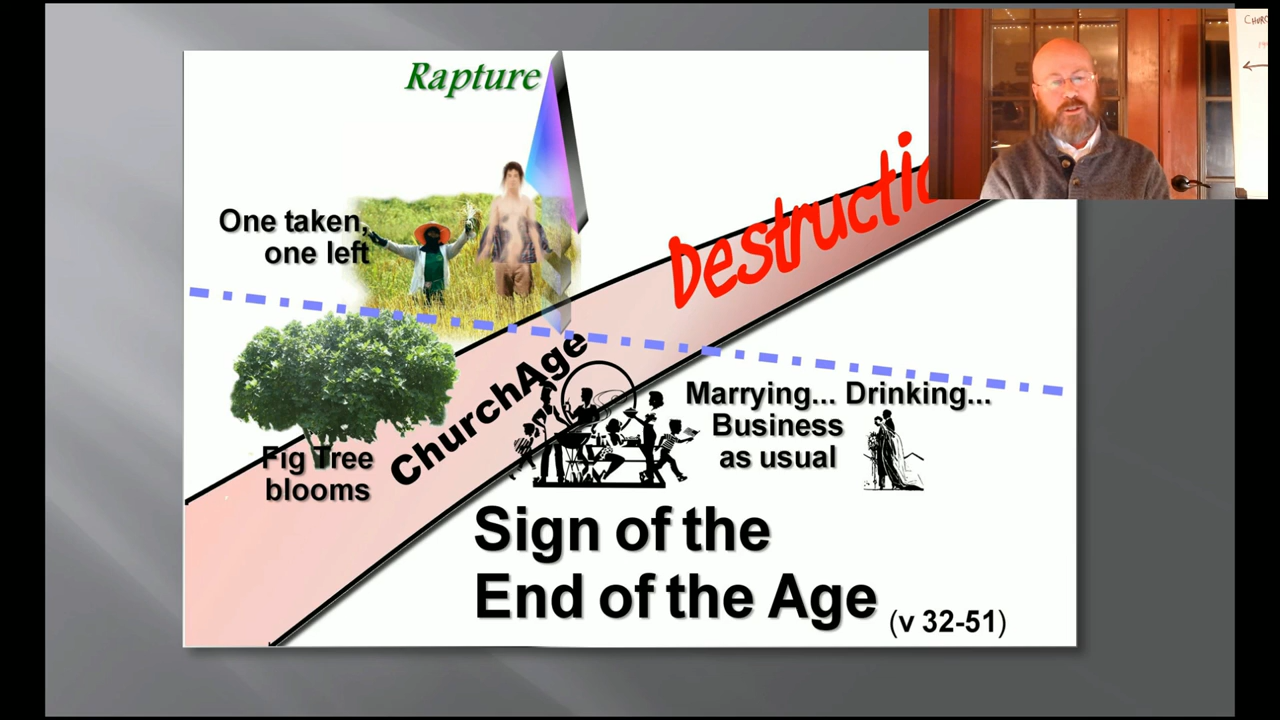 Rapture
One taken,
one left
Fig Tree
blooms
ChurchAge
Marrying... Drinking...
Business
as usual
Sign of the
End of the Age
(v 32-51)